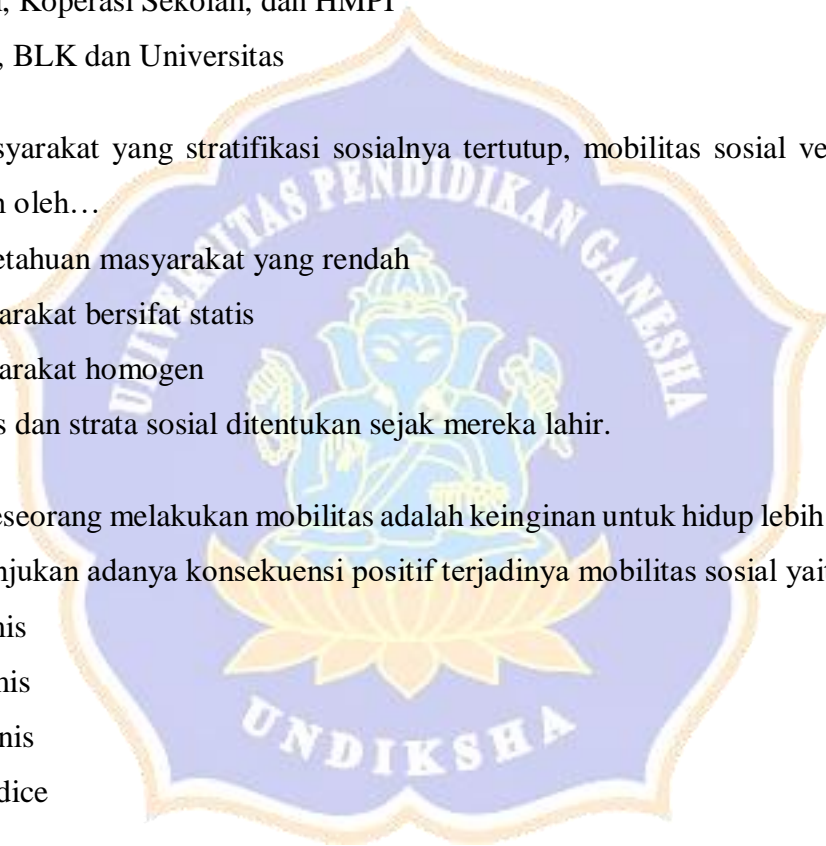 , Koperasi Sekolah, dan HMPI
, BLK dan Universitas
syarakat yang stratifikasi sosialnya tertutup, mobilitas sosial ve
n oleh…
etahuan masyarakat yang rendah
arakat bersifat statis
arakat homogen
s dan strata sosial ditentukan sejak mereka lahir.
eseorang melakukan mobilitas adalah keinginan untuk hidup lebih
njukan adanya konsekuensi positif terjadinya mobilitas sosial yait
nis
nis
nis
dice
UNIVERSITAS PENDIDIKAN GANESHA
UNDIKSHA